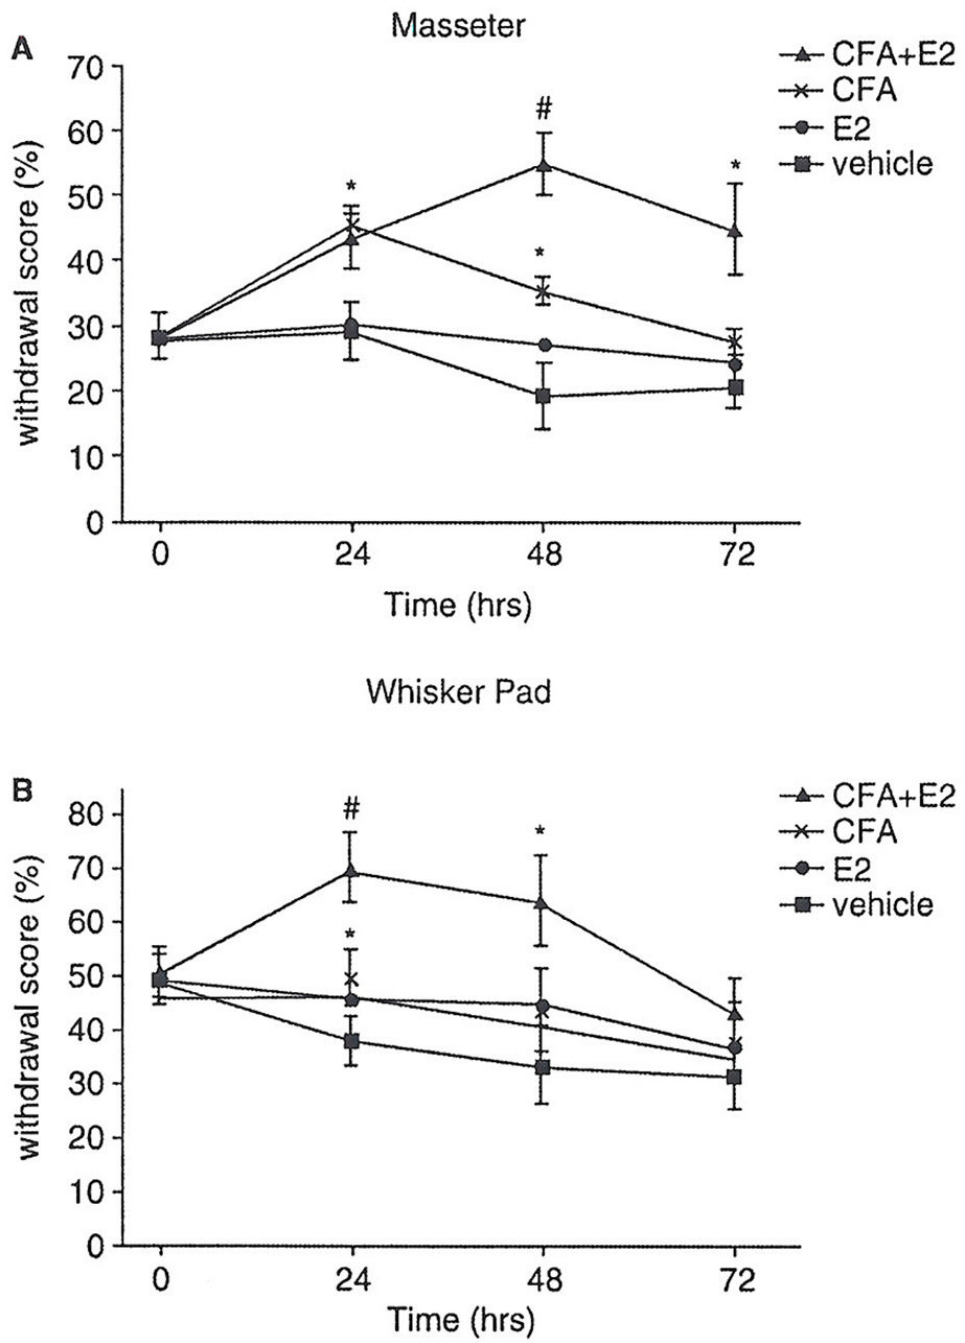 Masseter
A
withdrawal score (%)
70
60
50
40
30
20
10
0
#
*
*
*
CFA+E2
CFA
E2
vehicle
0 24 48 72
Time (hrs)
Whisker Pad
B
withdrawal score (%)
80
70
60
50
40
30
20
10
0
#
*
*
CFA+E2
CFA
E2
vehicle
0 24 48 72
Time (hrs)